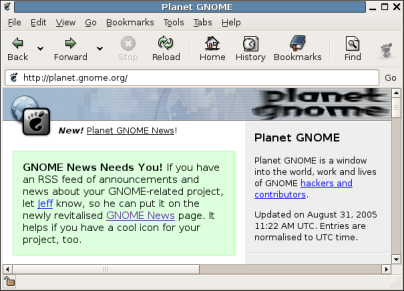 Planet GNOME
File Edit View Go Bookmarks Tools Tabs Help
Back Forward Stop Reload Home History Bookmarks Find
http://planet.gnome.org/ Go
planet
gnome
New! Planet GNOME News!
GNOME News Needs You! If you have
an RSS feed of announcements and
news about your GNOME-related project,
let Jeff know, so he can put it on the
newly revitalised GNOME News page. It
helps if you have a cool icon for your
project, too.
Planet GNOME
Planet GNOME is a window
into the world, work and lives
of GNOME hackers and
contributors.
Updated on August 31, 2005
11:22 AM UTC. Entries are
normalised to UTC time.